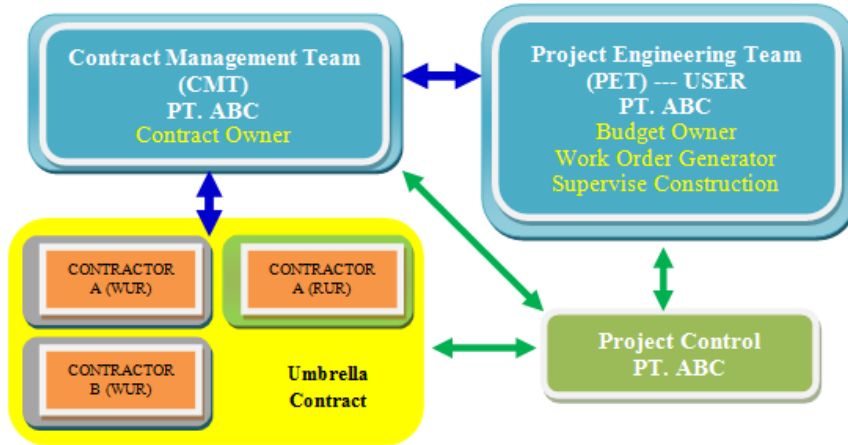 Contract Management Team
(CMT)
PT. ABC
Contract Owner
Project Engineering Team
(PET) --- USER
PT. ABC
Budget Owner
Work Order Generator
Supervise Construction
CONTRACTOR
A (WUR)
CONTRACTOR
A (RUR)
CONTRACTOR
B (WUR)
Umbrella
Contract
Project Control
PT. ABC